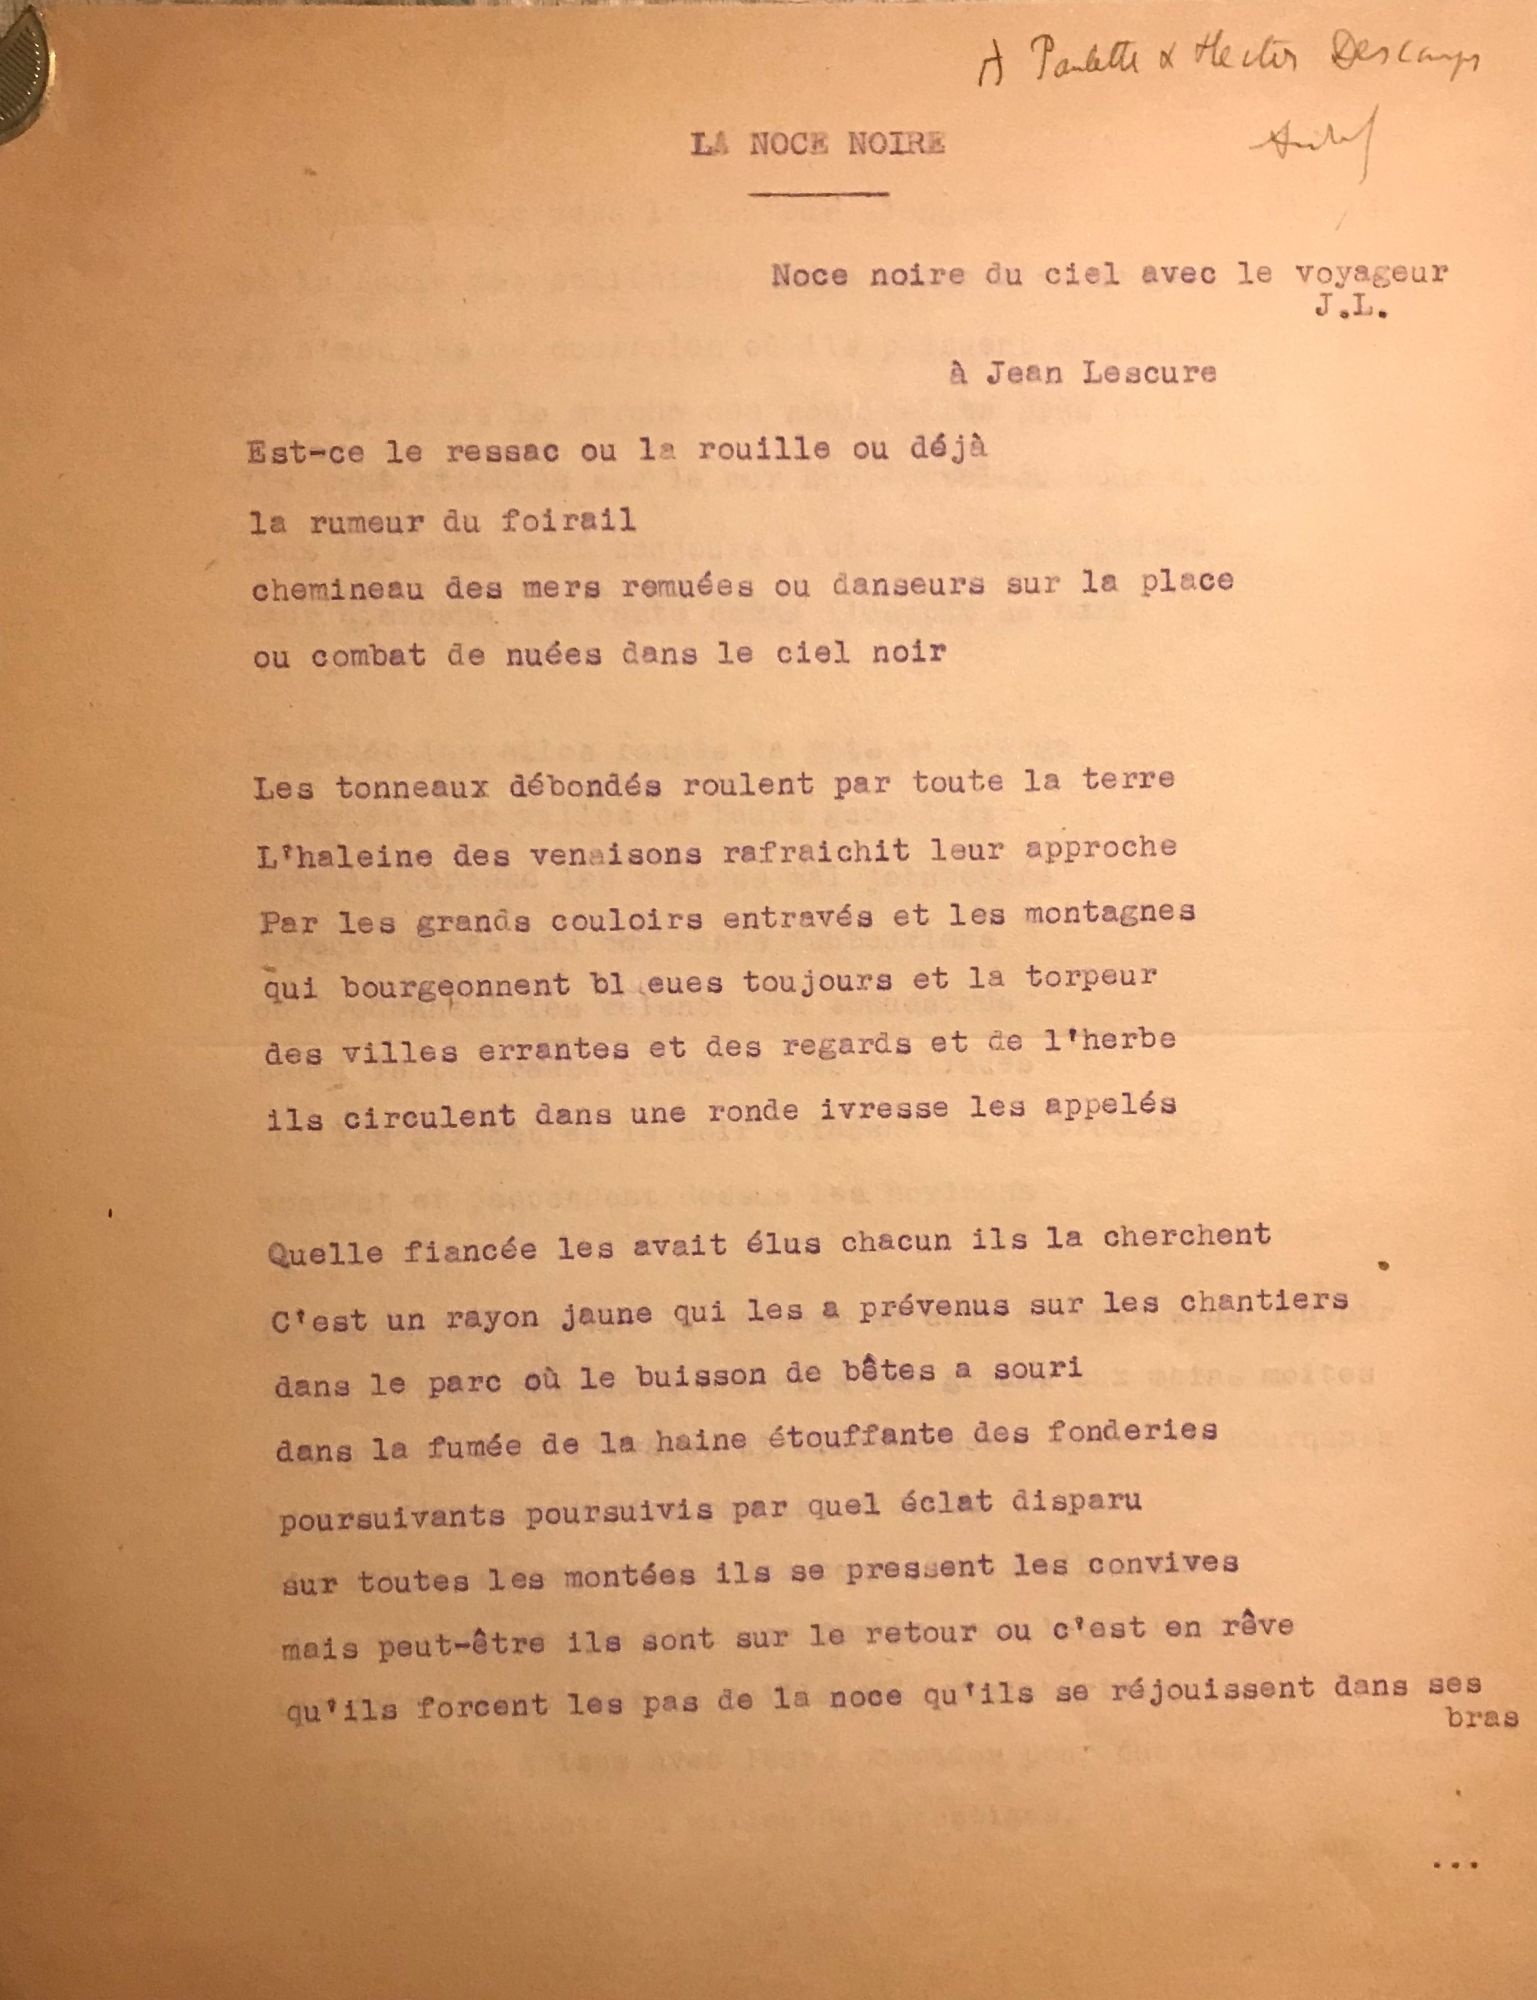 A Paulette & Hector Descamps
LA NOCE NOIRE
Noce noire du ciel avec le voyageur
J.L.
à Jean Lescure
Est-ce le ressac ou la rouille ou déjà
la rumeur du foirail
chemineau des mers remuées ou danseurs sur la place
ou combat de nuées dans le ciel noir
Les tonneaux débondés roulent par toute la terre
L'haleine des venaisons rafraichit leur approche
Par les grands couloirs entravés et les montagnes
qui bourgeonnent bl eues toujours et la torpeur
des villes errantes et des regards et de l'herbe
ils circulent dans une ronde ivresse les appelés
Quelle fiancée les avait élus chacun ils la cherchent
C'est un rayon jaune qui les a prévenus sur les chantiers
dans le parc où le buisson de bêtes a souri
dans la fumée de la haine étouffante des fonderies
poursuivants poursuivis par quel éclat disparu
sur toutes les montées ils se pressent les convives
mais peut-être ils sont sur le retour ou c'est en rêve
qu'ils forcent les pas de la noce qu'ils se réjouissent dans ses
bras
...